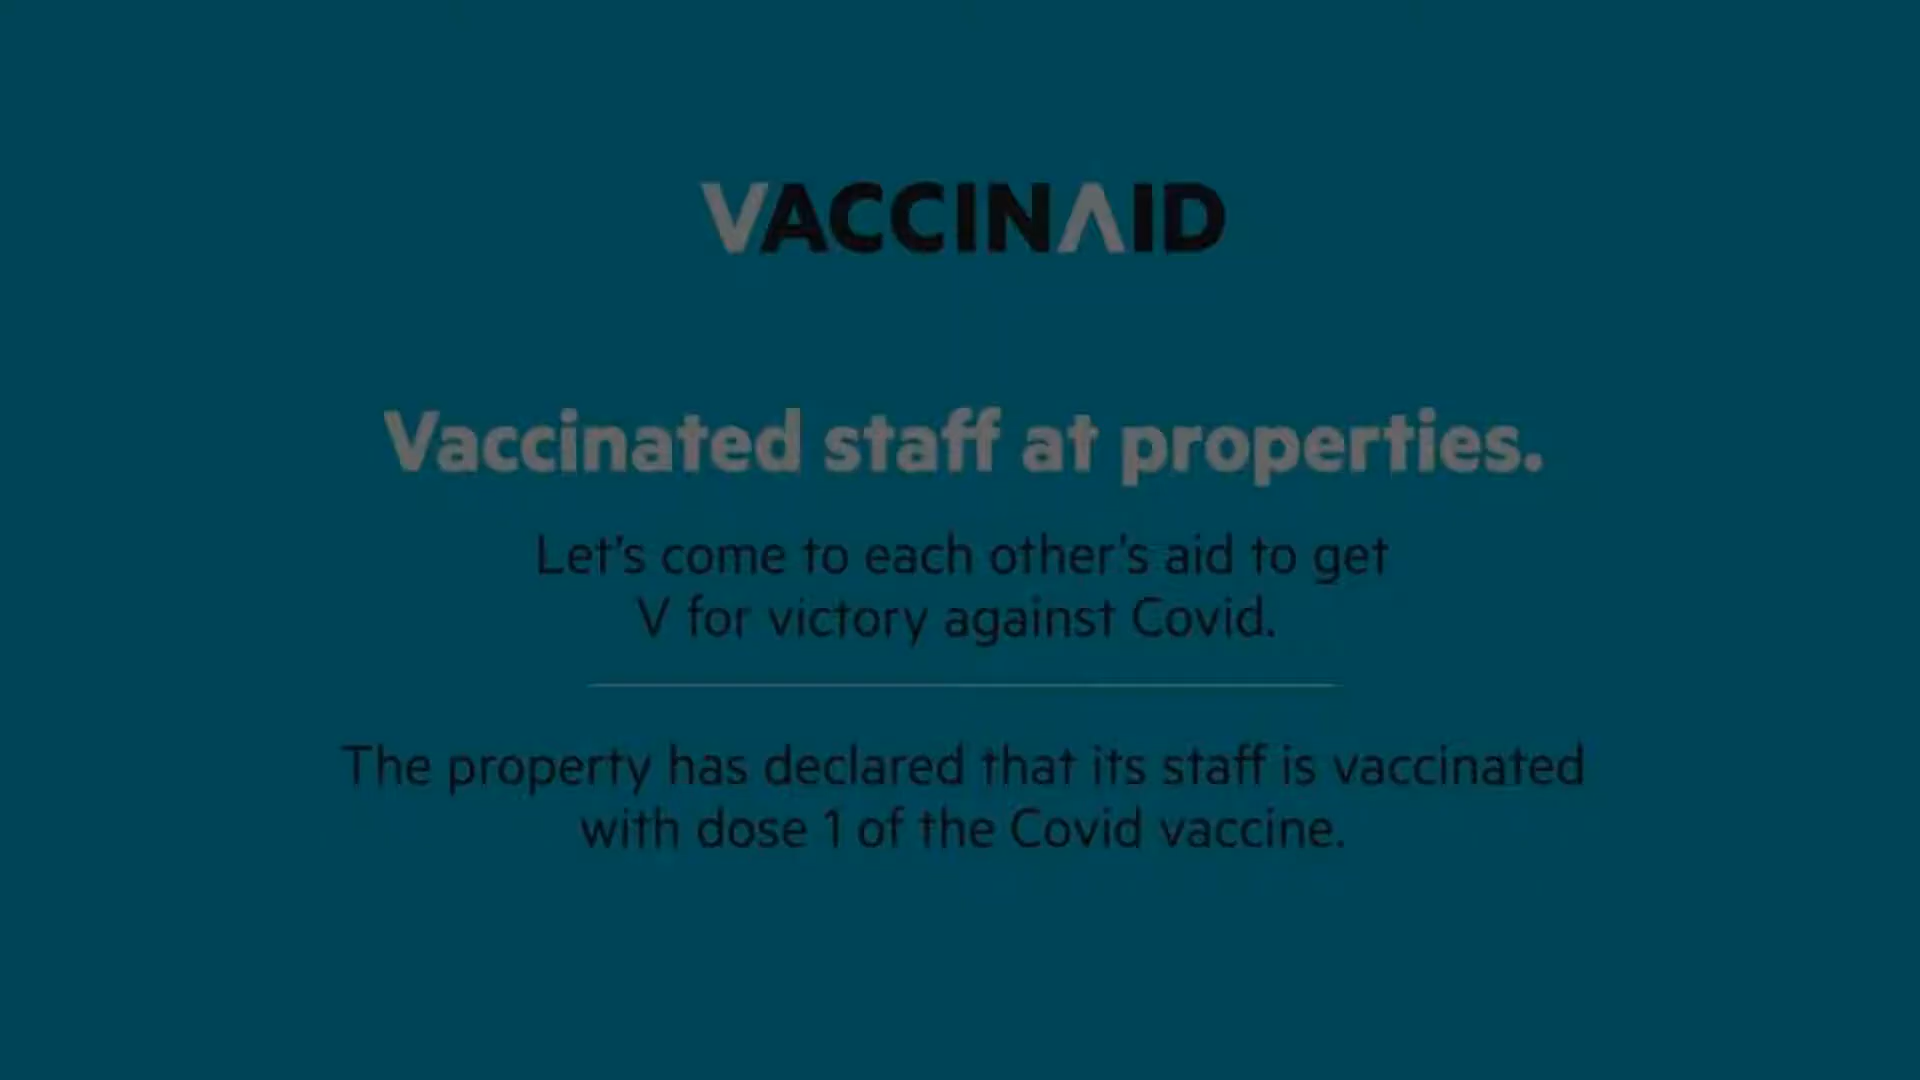 VACCINAID
Vaccinated staff at properties.
Let's come to each other's aid to get
V for victory against Covid.
The property has declared that its staff is vaccinated
with dose 1 of the Covid vaccine.